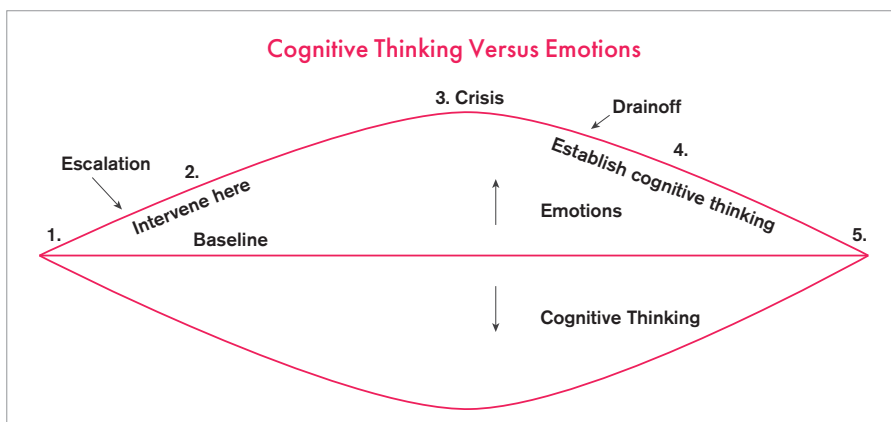 Cognitive Thinking Versus Emotions
3. Crisis
Drainoff
Escalation
2.
Intervene here
4.
Establish cognitive thinking
Emotions
1.
Baseline
5.
Cognitive Thinking